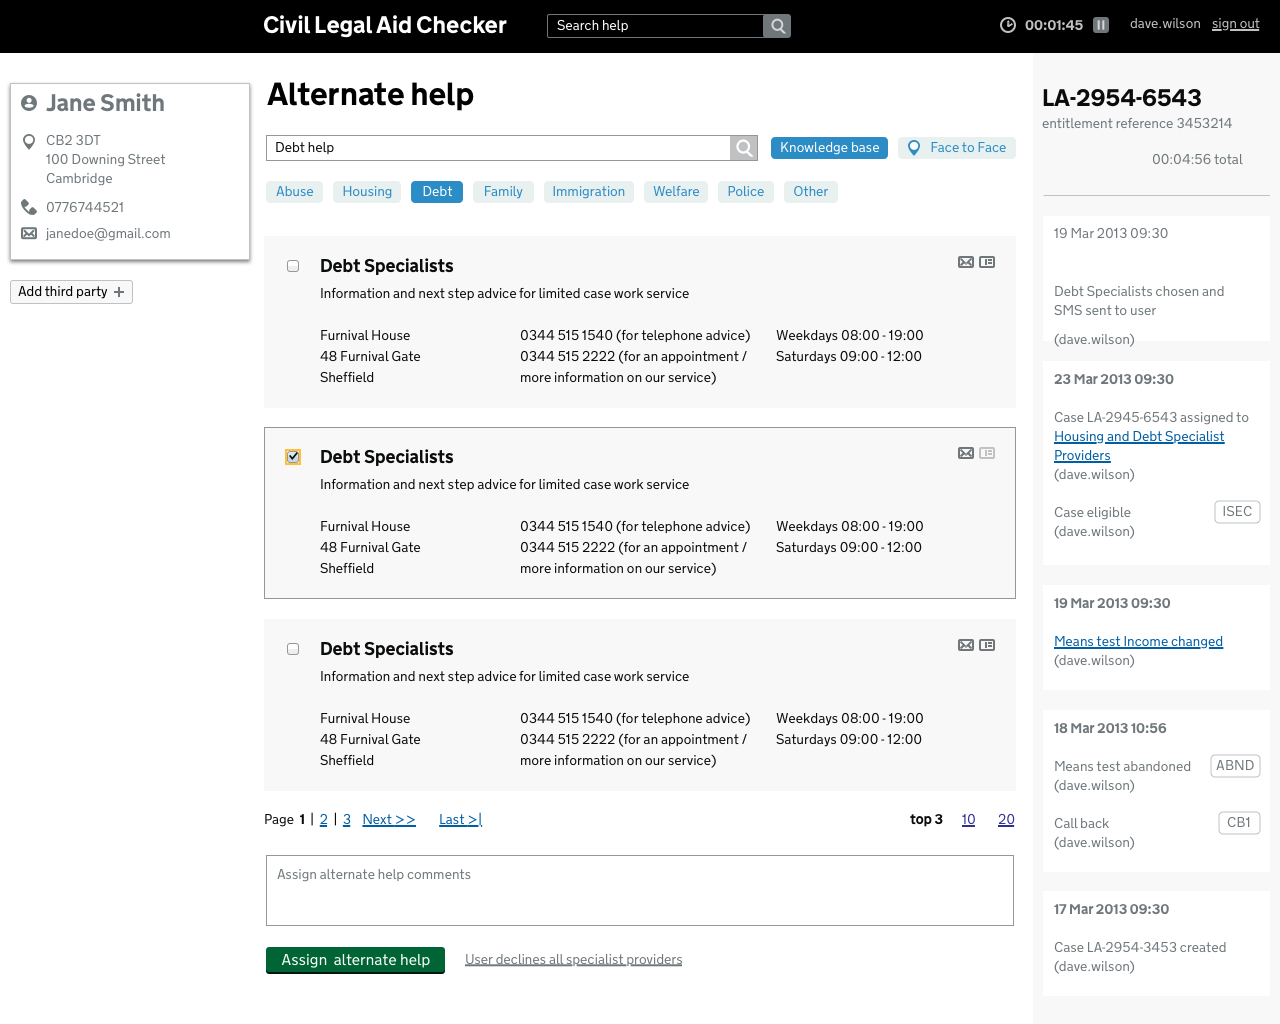 Civil Legal Aid Checker
Search help
00:01:45
dave.wilson sign out
Jane Smith
CB2 3DT
100 Downing Street
Cambridge
0776744521
janedoe@gmail.com
Add third party
Alternate help
Debt help
Knowledge base
Face to Face
Abuse Housing Debt Family Immigration Welfare Police Other
Debt Specialists
Information and next step advice for limited case work service
Furnival House
48 Furnival Gate
Sheffield
0344 515 1540 (for telephone advice)
0344 515 2222 (for an appointment /
more information on our service)
Weekdays 08:00 - 19:00
Saturdays 09:00 - 12:00
Debt Specialists
Information and next step advice for limited case work service
Furnival House
48 Furnival Gate
Sheffield
0344 515 1540 (for telephone advice)
0344 515 2222 (for an appointment /
more information on our service)
Weekdays 08:00 - 19:00
Saturdays 09:00 - 12:00
Debt Specialists
Information and next step advice for limited case work service
Furnival House
48 Furnival Gate
Sheffield
0344 515 1540 (for telephone advice)
0344 515 2222 (for an appointment /
more information on our service)
Weekdays 08:00 - 19:00
Saturdays 09:00 - 12:00
Page 1 | 2 | 3 Next >> Last >|
top 3 10 20
Assign alternate help comments
Assign alternate help
User declines all specialist providers
LA-2954-6543
entitlement reference 3453214
00:04:56 total
19 Mar 2013 09:30
Debt Specialists chosen and
SMS sent to user
(dave.wilson)
23 Mar 2013 09:30
Case LA-2945-6543 assigned to
Housing and Debt Specialist
Providers
(dave.wilson)
Case eligible ISEC
(dave.wilson)
19 Mar 2013 09:30
Means test Income changed
(dave.wilson)
18 Mar 2013 10:56
Means test abandoned ABND
(dave.wilson)
Call back CB1
(dave.wilson)
17 Mar 2013 09:30
Case LA-2954-3453 created
(dave.wilson)